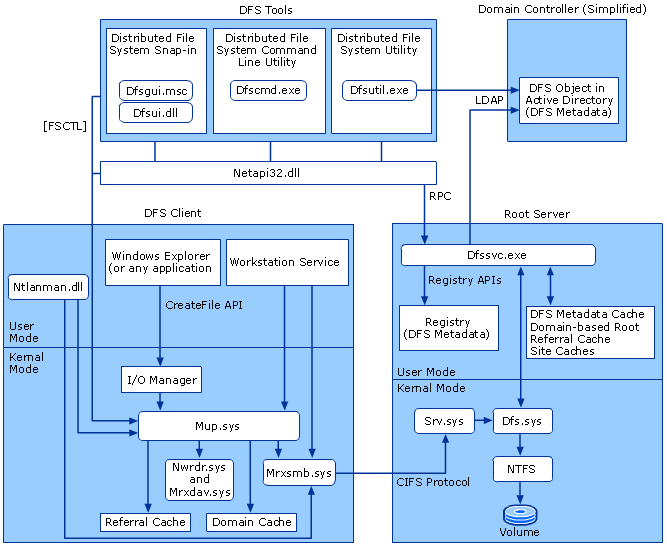 DFS Tools
Domain Controller (Simplified)
Distributed File
System Snap-in
Distributed File
System Command
Line Utility
Distributed File
System Utility
Dfsgui.msc
Dfsui.dll
Dfscmd.exe
Dfsutil.exe
DFS Object in
Active Directory
(DFS Metadata)
LDAP
[FSCTL]
Netapi32.dll
RPC
DFS Client
Root Server
Windows Explorer
(or any application
Workstation Service
Ntlanman.dll
CreateFile API
User
Mode
Kernal
Mode
I/O Manager
Mup.sys
Nwrdr.sys
and
Mrxdav.sys
Mrxsmb.sys
Referral Cache
Domain Cache
Dfssvc.exe
Registry APIs
Registry
(DFS Metadata)
DFS Metadata Cache
Domain-based Root
Referral Cache
Site Caches
User Mode
Kernal Mode
Srv.sys
Dfs.sys
CIFS Protocol
NTFS
Volume